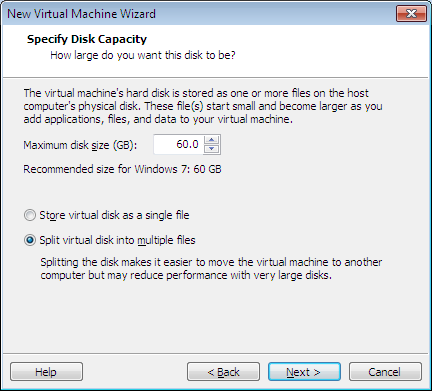 New Virtual Machine Wizard
Specify Disk Capacity
How large do you want this disk to be?
The virtual machine's hard disk is stored as one or more files on the host
computer's physical disk. These file(s) start small and become larger as you
add applications, files, and data to your virtual machine.
Maximum disk size (GB): 60.0
Recommended size for Windows 7: 60 GB
Store virtual disk as a single file
Split virtual disk into multiple files
Splitting the disk makes it easier to move the virtual machine to another
computer but may reduce performance with very large disks.
Help < Back Next > Cancel